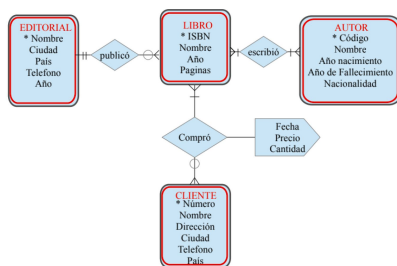 EDITORIAL
* Nombre
Ciudad
País
Telefono
Año
publicó
LIBRO
* ISBN
Nombre
Año
Paginas
escribió
AUTOR
* Código
Nombre
Año nacimiento
Año de Fallecimiento
Nacionalidad
Compró
Fecha
Precio
Cantidad
CLIENTE
* Número
Nombre
Dirección
Ciudad
Telefono
País